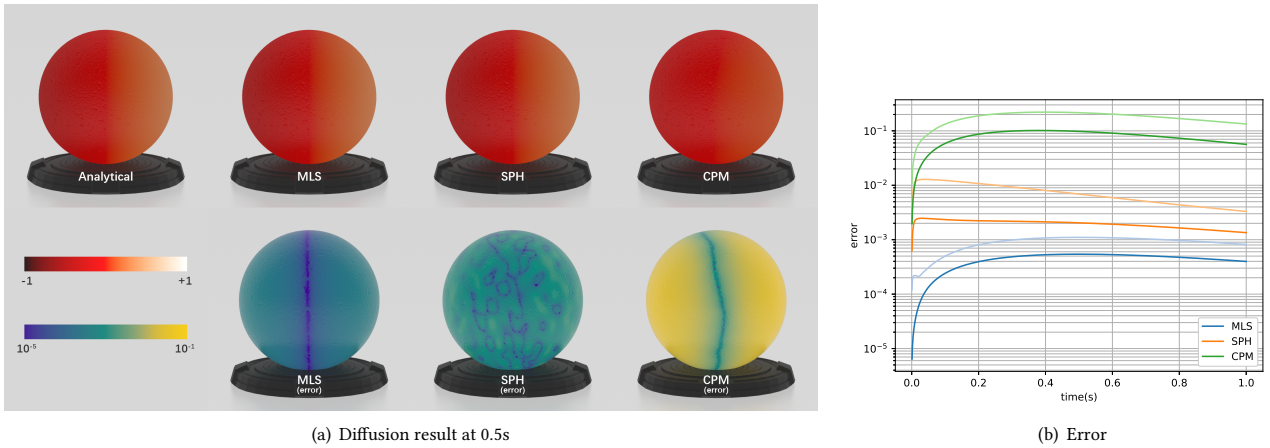 Analytical
MLS
SPH
CPM
-1
+1
10^-5
10^-1
MLS
(error)
SPH
(error)
CPM
(error)
(a) Diffusion result at 0.5s
10^-1
10^-2
10^-3
10^-4
10^-5
error
0.0 0.2 0.4 0.6 0.8 1.0
time(s)
MLS
SPH
CPM
(b) Error